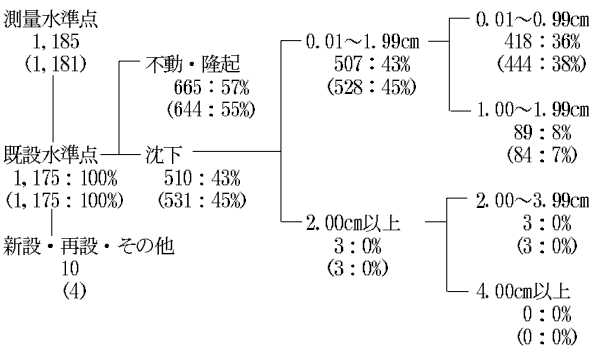 測量水準点
1,185
(1,181)
既設水準点
1,175：100%
(1,175：100%)
新設・再設・その他
10
(4)
不動・隆起
665：57%
(644：55%)
沈下
510：43%
(531：45%)
0.01～1.99cm
507：43%
(528：45%)
2.00cm以上
3：0%
(3：0%)
0.01～0.99cm
418：36%
(444：38%)
1.00～1.99cm
89：8%
(84：7%)
2.00～3.99cm
3：0%
(3：0%)
4.00cm以上
0：0%
(0：0%)